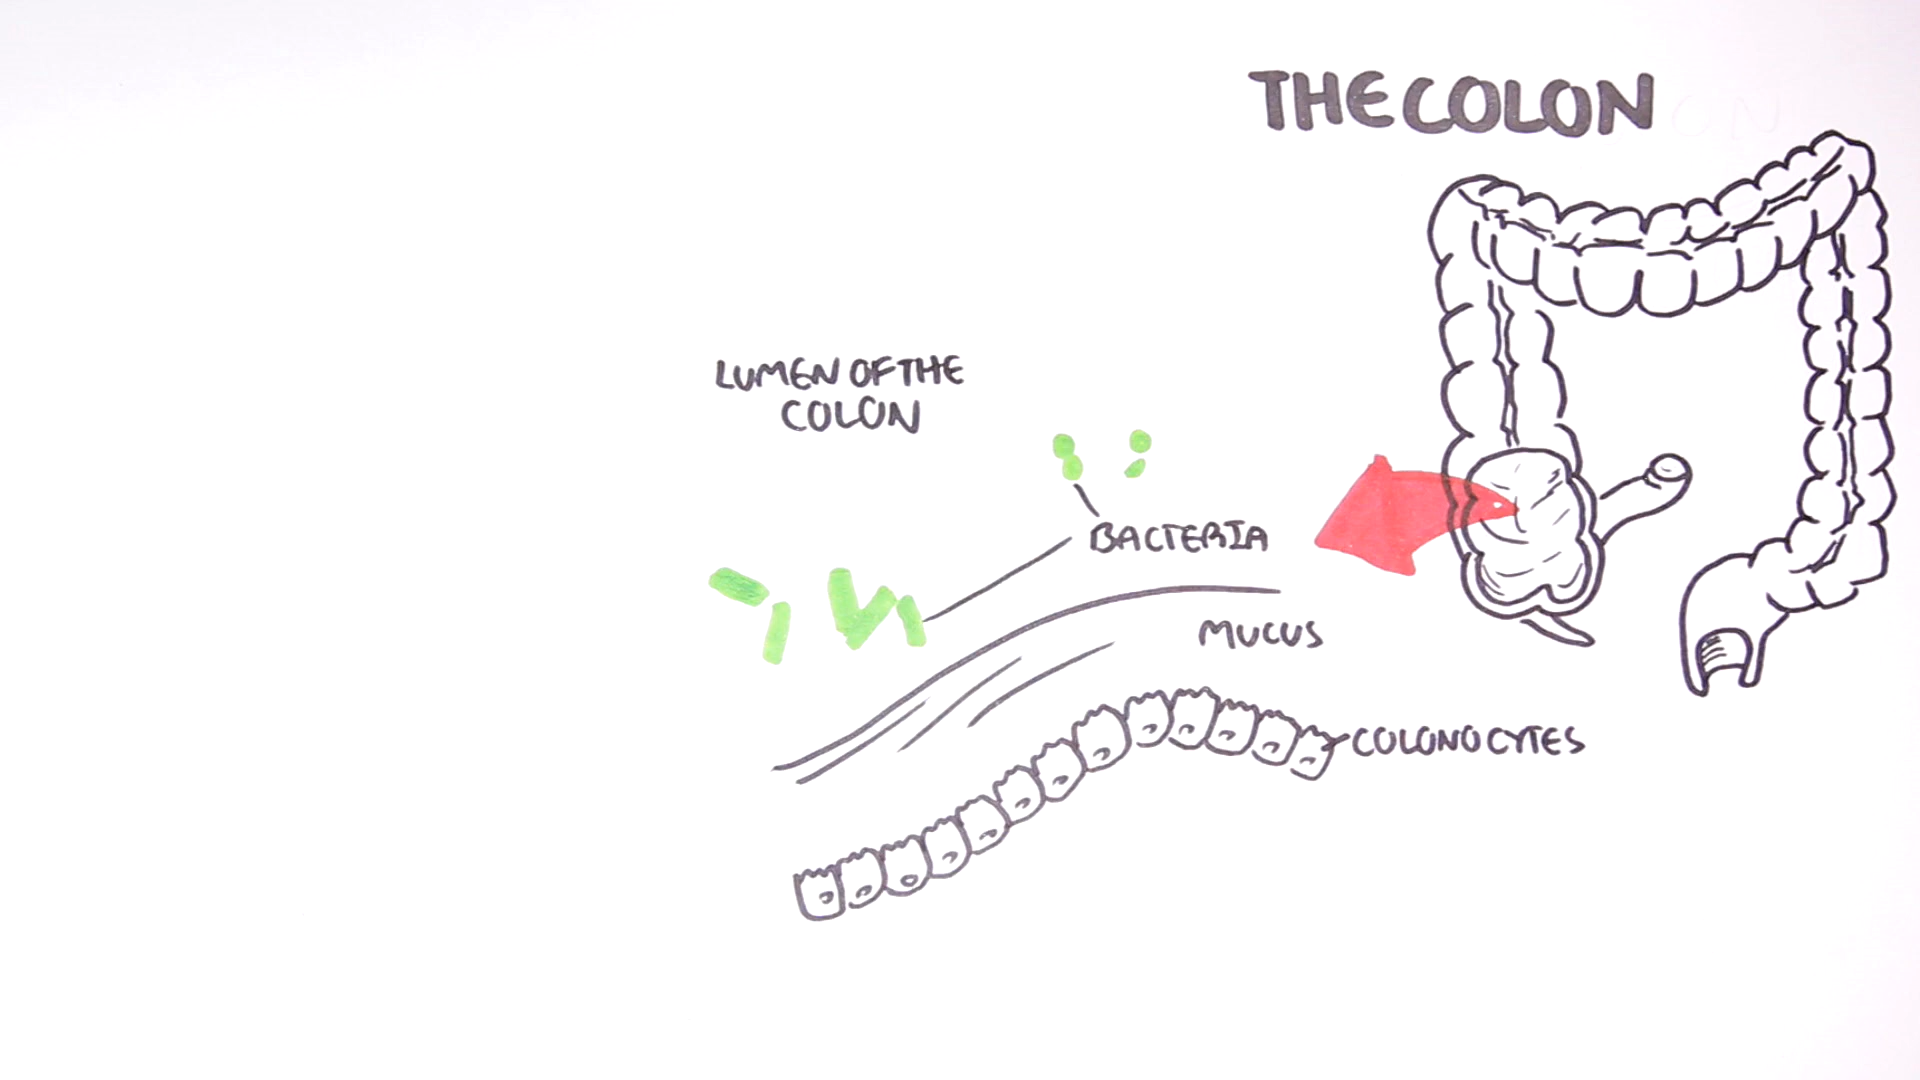 THE COLON
LUMEN OF THE
COLON
BACTERIA
MUCUS
COLONOCYTES